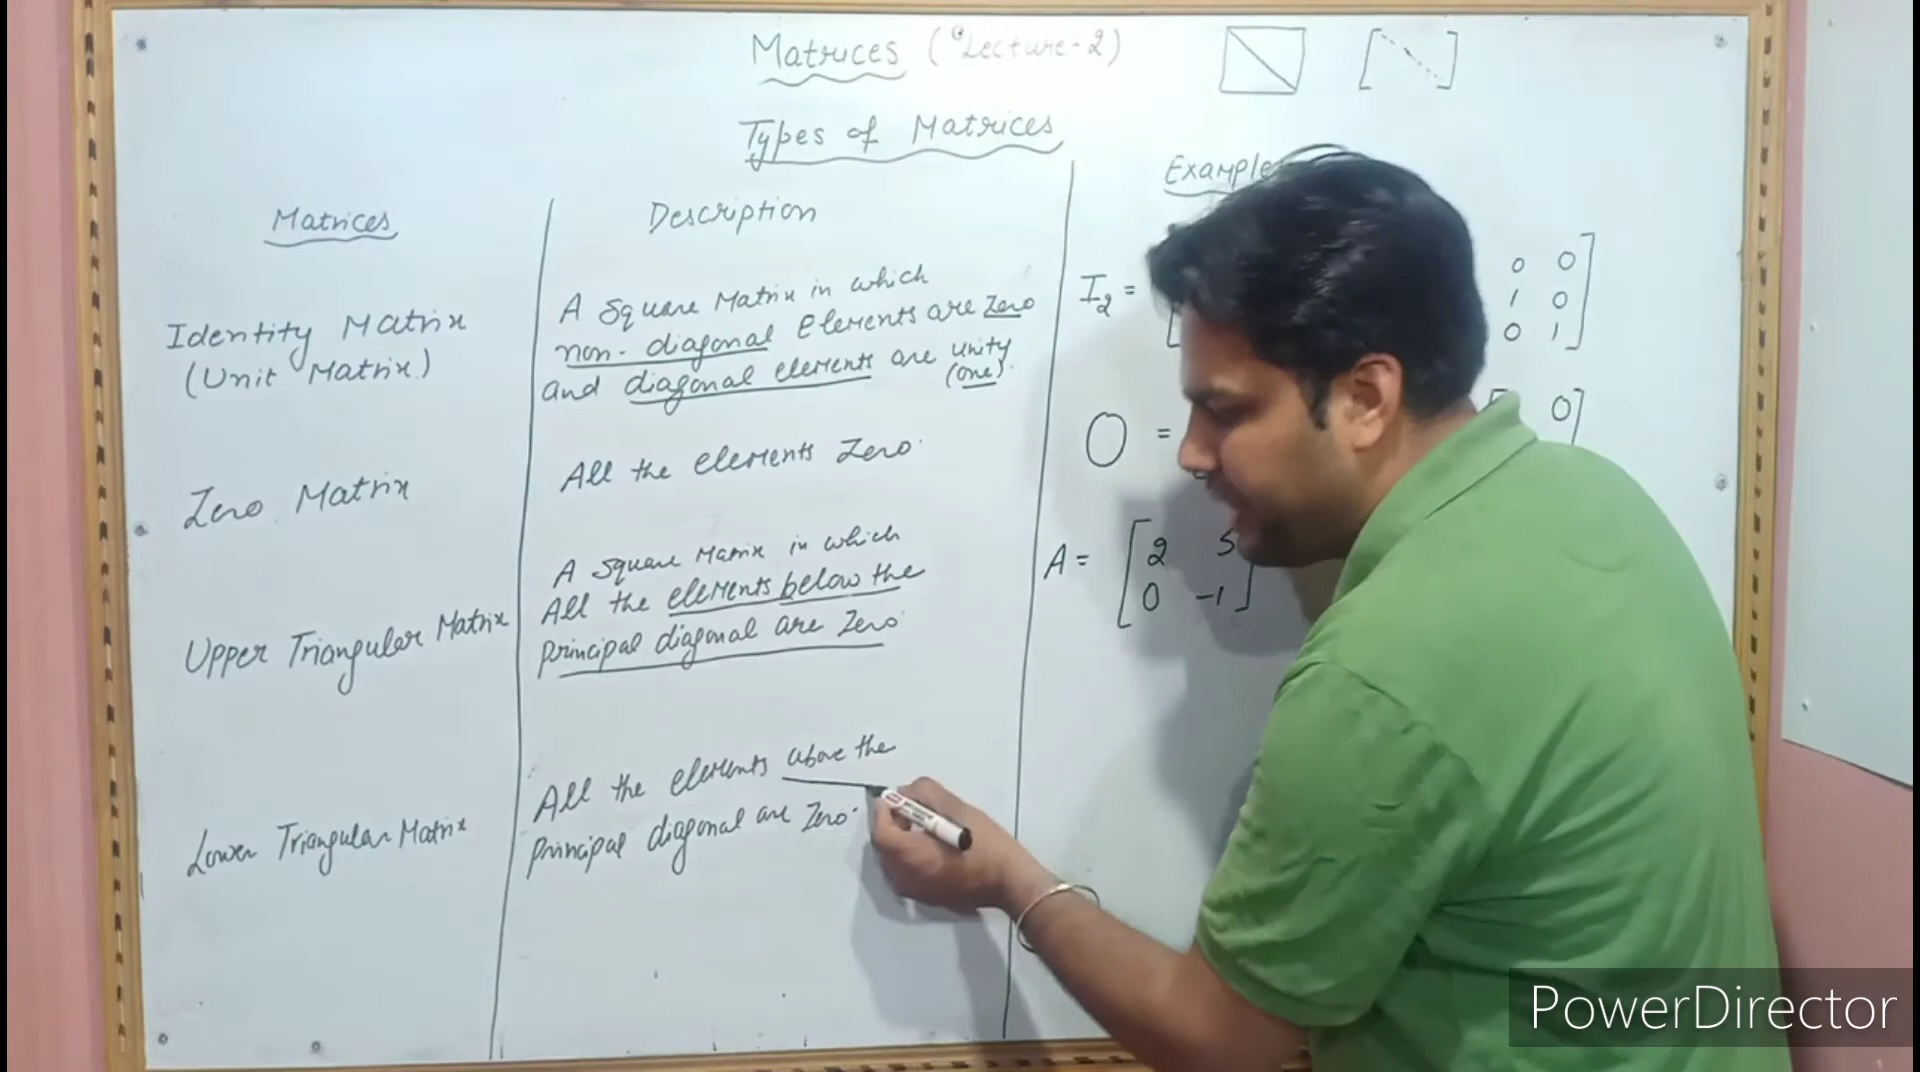 Matrices (Lecture-2)
Types of Matrices
Matrices
Description
Example
Identity Matrix
(Unit Matrix)
A Square Matrix in which
non-diagonal Elements are Zero
and diagonal elements are unity
(one).
I2 =
0 0
1 0
0 1
Zero Matrix
All the elements Zero.
O =
0
Upper Triangular Matrix
A Square Matrix in which
All the elements below the
principal diagonal are Zero.
A = 2 5
0 -1
Lower Triangular Matrix
All the elements above the
principal diagonal are Zero.
PowerDirector